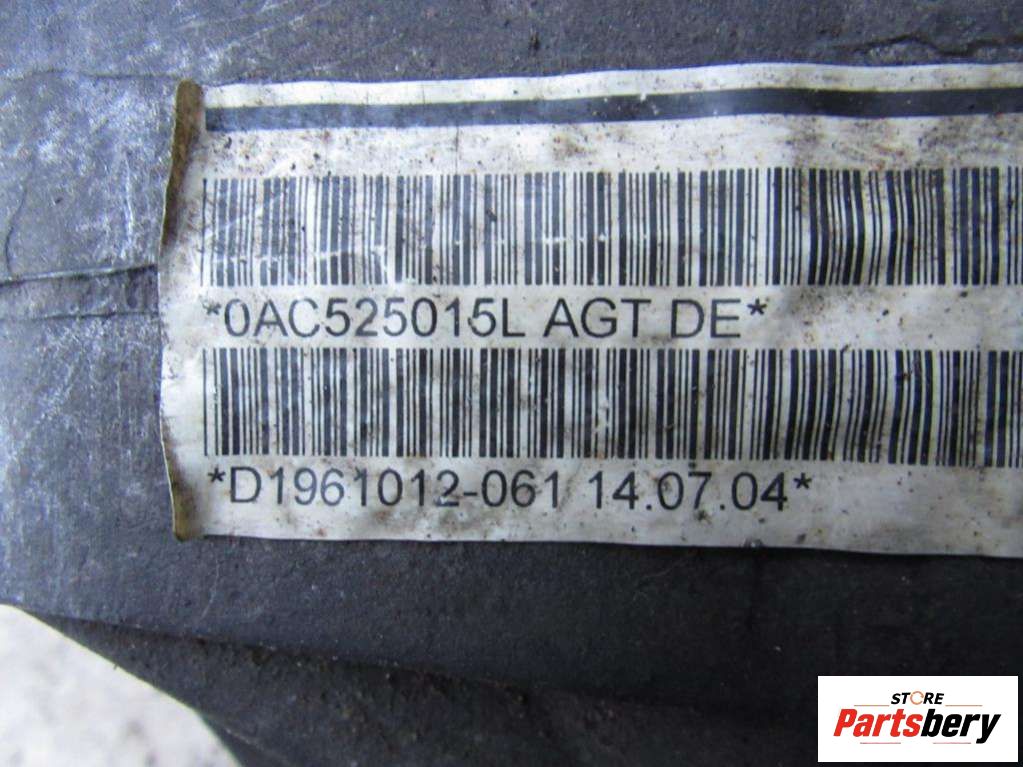 *0AC525015L AGT DE*
*D1961012-061 14.07.04*
STORE
Partsbery